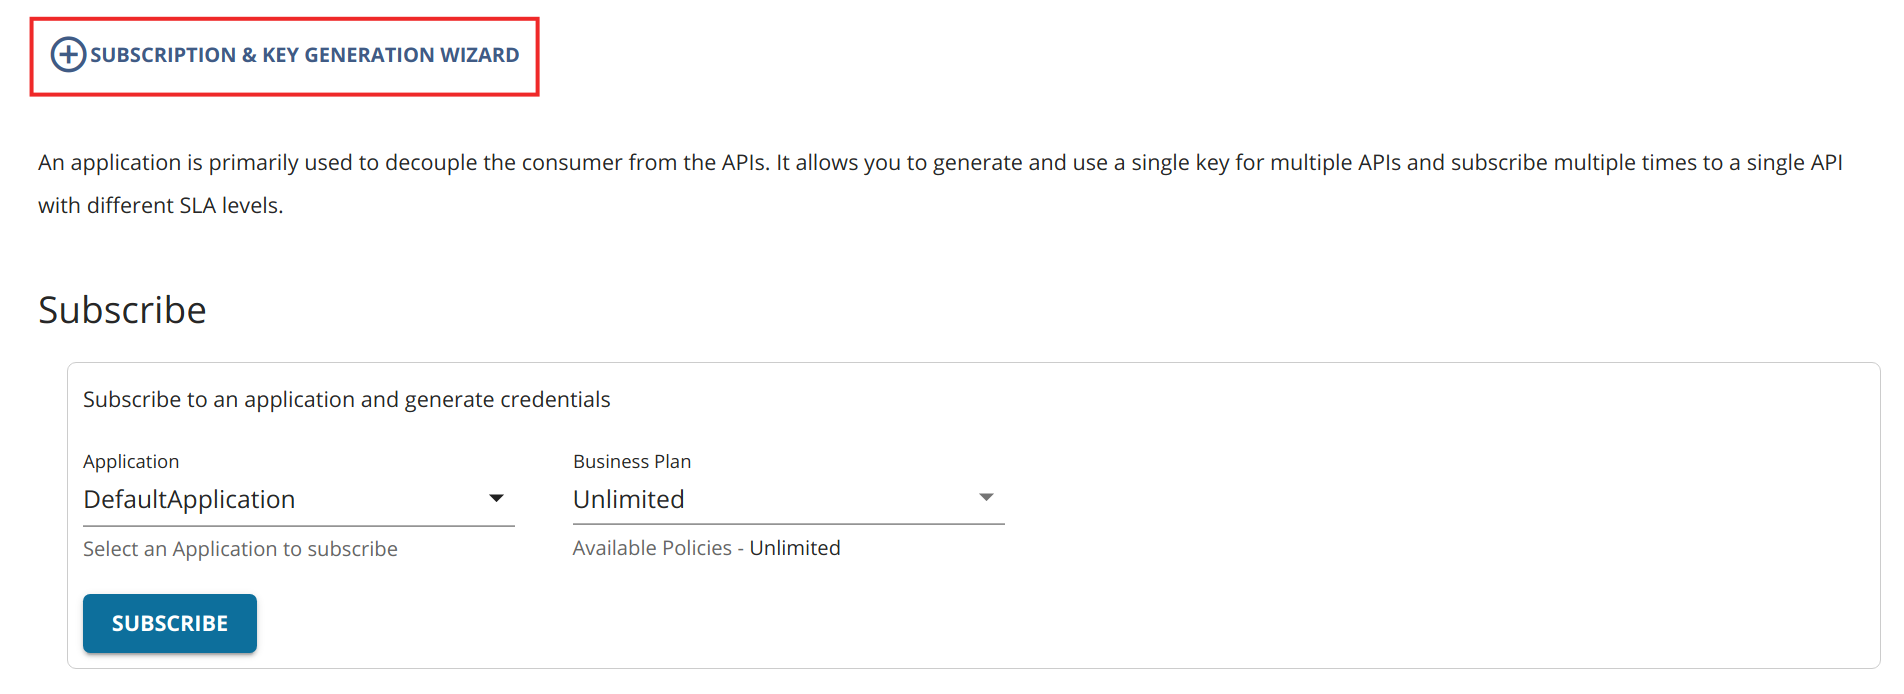 SUBSCRIPTION & KEY GENERATION WIZARD
An application is primarily used to decouple the consumer from the APIs. It allows you to generate and use a single key for multiple APIs and subscribe multiple times to a single API
with different SLA levels.
Subscribe
Subscribe to an application and generate credentials
Application
Business Plan
DefaultApplication
Unlimited
Select an Application to subscribe
Available Policies - Unlimited
SUBSCRIBE